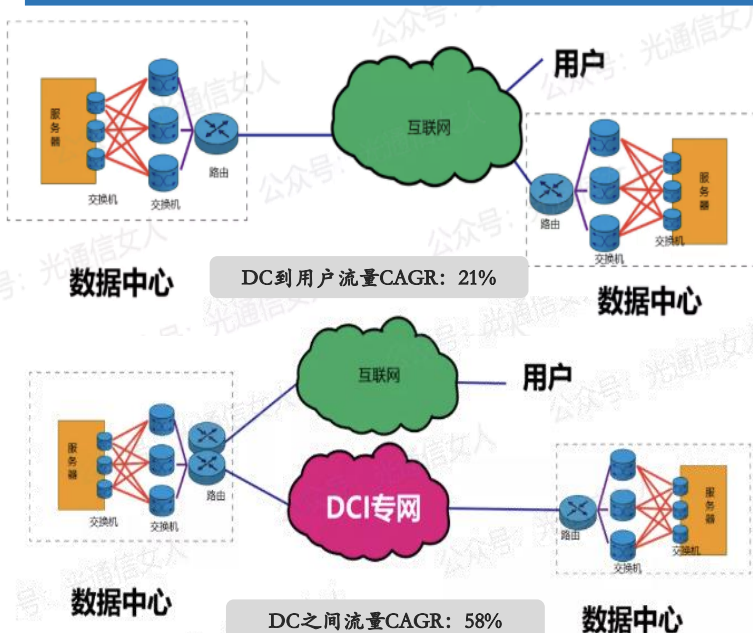 用户
互联网
服务器
交换机
交换机
路由
路由
交换机
交换机
服务器
数据中心
DC到用户流量CAGR：21%
数据中心
互联网
用户
DCI专网
服务器
交换机
交换机
路由
路由
交换机
交换机
服务器
数据中心
DC之间流量CAGR：58%
数据中心
公众号：光通信女人